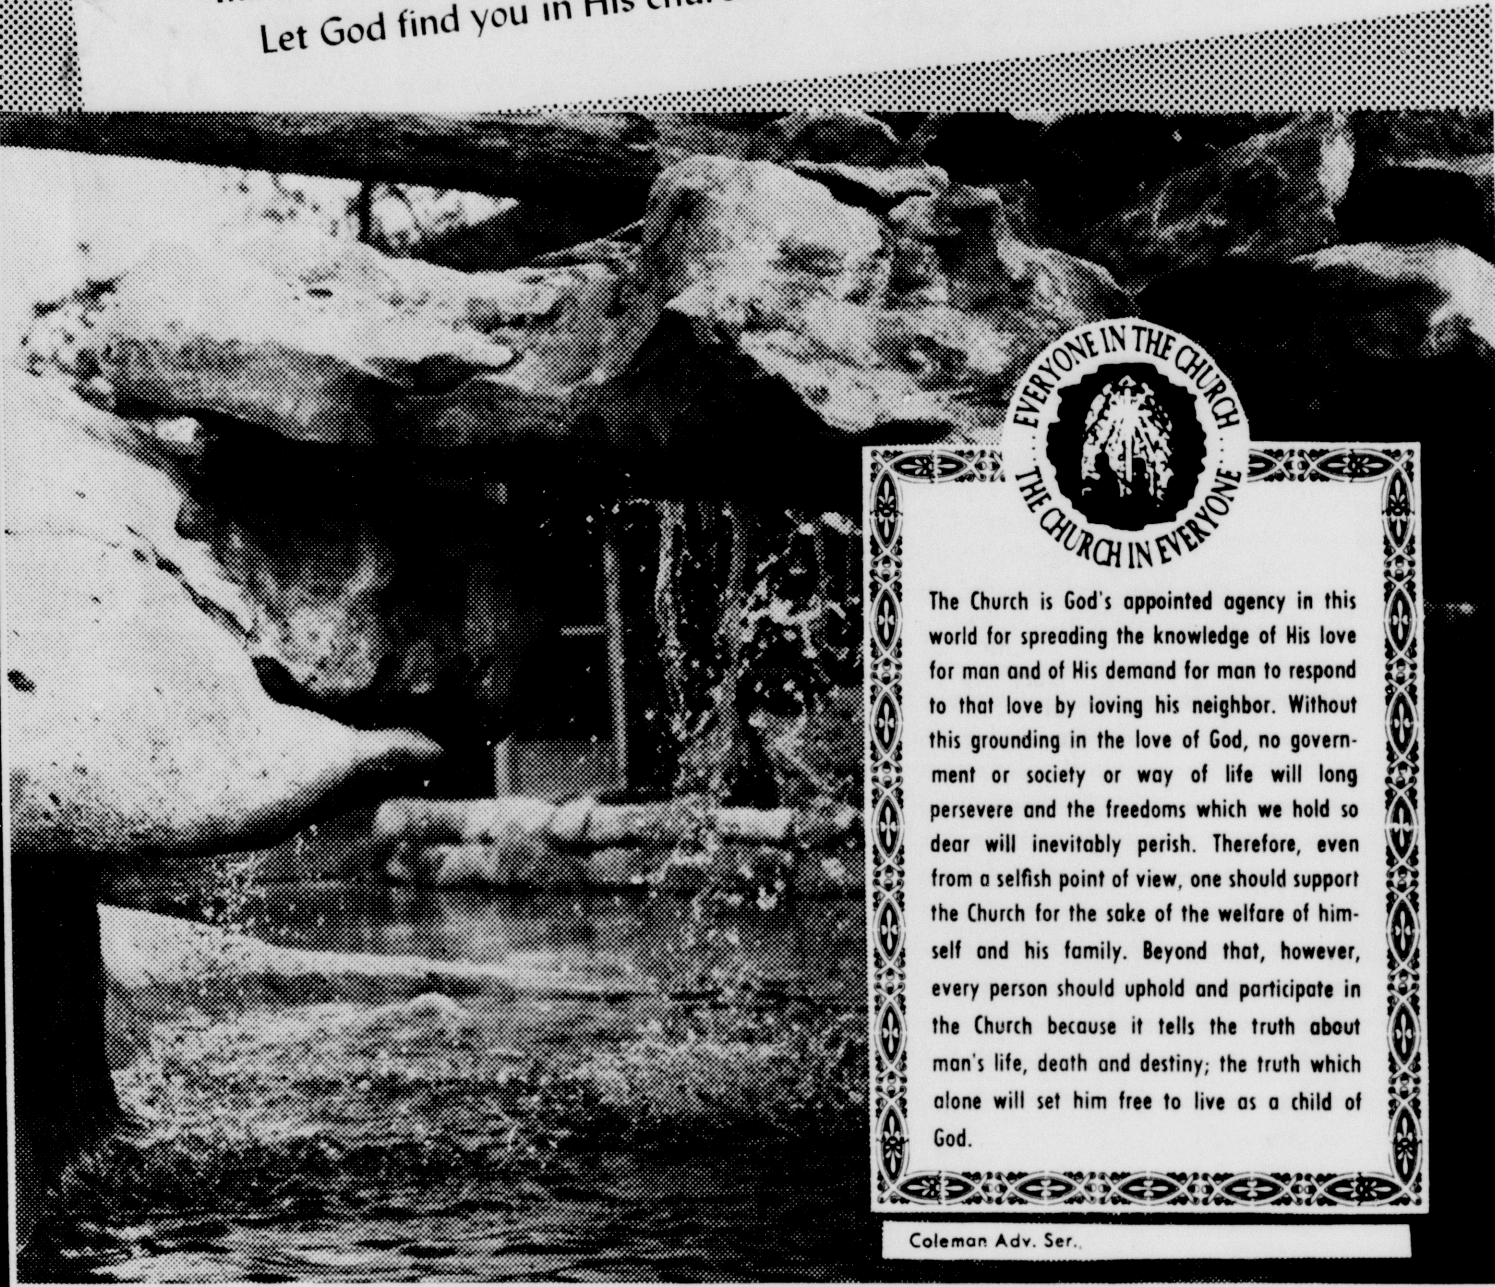 Let God find you in His
EVERYONE IN THE CHURCH
THE CHURCH IN EVERYONE
The Church is God's appointed agency in this
world for spreading the knowledge of His love
for man and of His demand for man to respond
to that love by loving his neighbor. Without
this grounding in the love of God, no govern-
ment or society or way of life will long
persevere and the freedoms which we hold so
dear will inevitably perish. Therefore, even
from a selfish point of view, one should support
the Church for the sake of the welfare of him-
self and his family. Beyond that, however,
every person should uphold and participate in
the Church because it tells the truth about
man's life, death and destiny; the truth which
alone will set him free to live as a child of
God.
Coleman Adv. Ser.